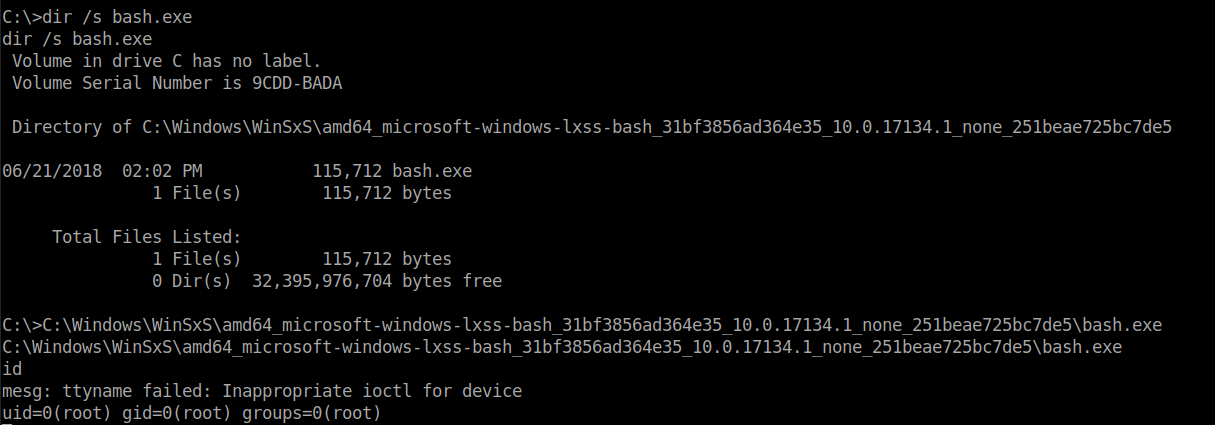 C:\>dir /s bash.exe
dir /s bash.exe
 Volume in drive C has no label.
 Volume Serial Number is 9CDD-BADA

 Directory of C:\Windows\WinSxS\amd64_microsoft-windows-lxss-bash_31bf3856ad364e35_10.0.17134.1_none_251beae725bc7de5

06/21/2018  02:02 PM           115,712 bash.exe
               1 File(s)        115,712 bytes

     Total Files Listed:
               1 File(s)        115,712 bytes
               0 Dir(s)  32,395,976,704 bytes free

C:\>C:\Windows\WinSxS\amd64_microsoft-windows-lxss-bash_31bf3856ad364e35_10.0.17134.1_none_251beae725bc7de5\bash.exe
C:\Windows\WinSxS\amd64_microsoft-windows-lxss-bash_31bf3856ad364e35_10.0.17134.1_none_251beae725bc7de5\bash.exe
id
mesg: ttyname failed: Inappropriate ioctl for device
uid=0(root) gid=0(root) groups=0(root)